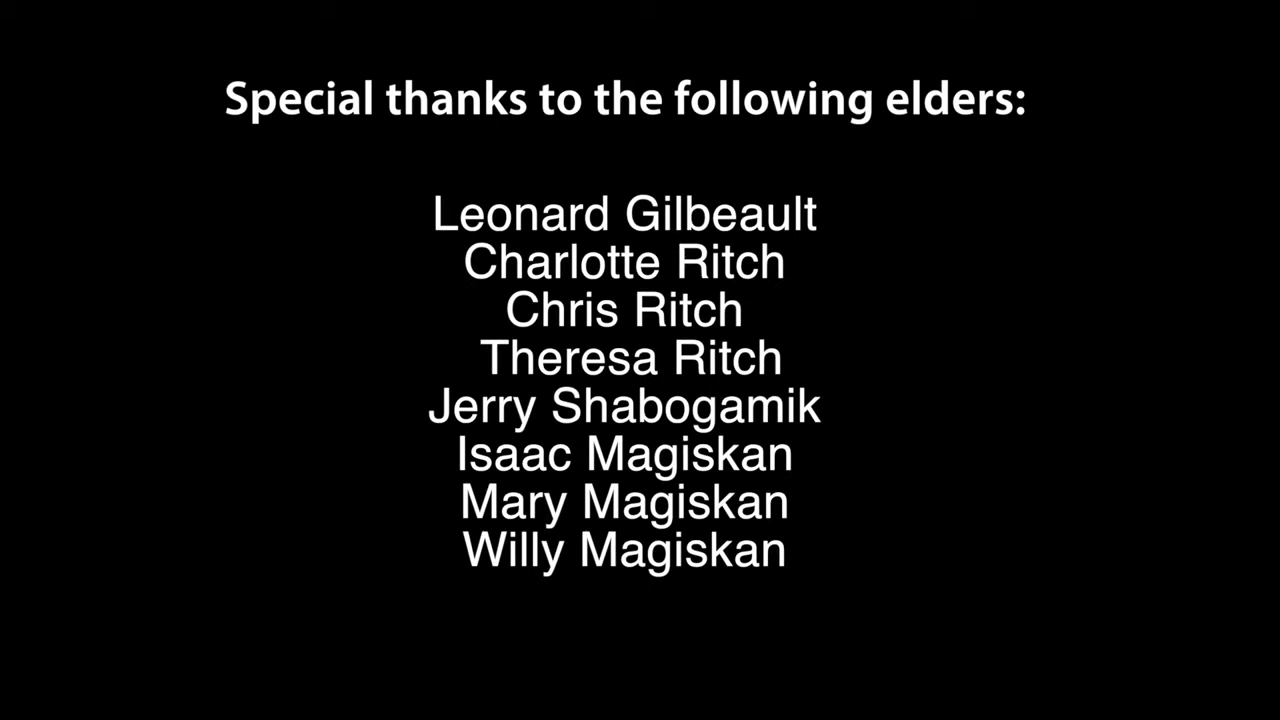 Special thanks to the following elders:
Leonard Gilbeault
Charlotte Ritch
Chris Ritch
Theresa Ritch
Jerry Shabogamik
Isaac Magiskan
Mary Magiskan
Willy Magiskan